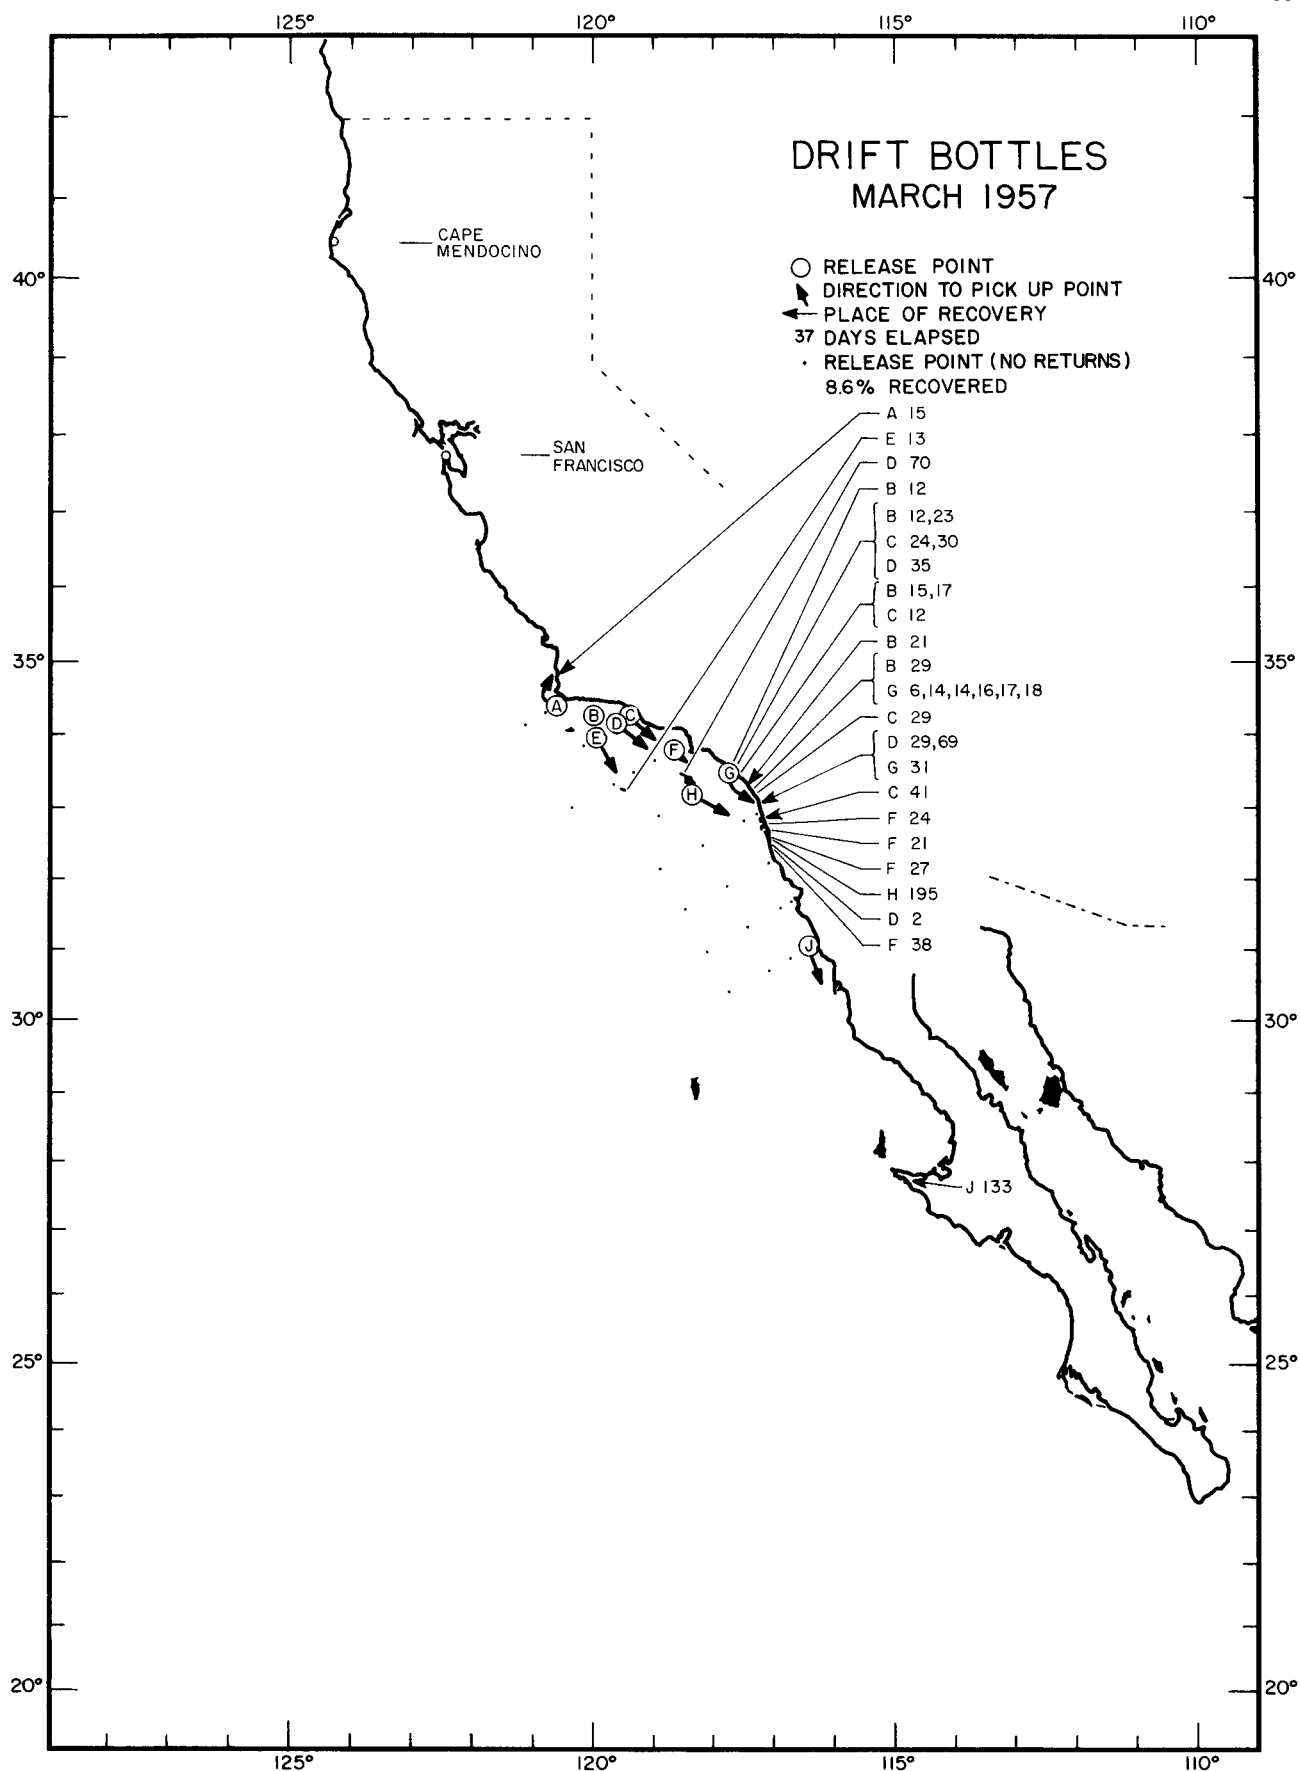 125° 120° 115° 110°
DRIFT BOTTLES
MARCH 1957
RELEASE POINT
DIRECTION TO PICK UP POINT
PLACE OF RECOVERY
37 DAYS ELAPSED
RELEASE POINT (NO RETURNS)
8.6% RECOVERED
CAPE
MENDOCINO
40° 40°
SAN
FRANCISCO
A 15
E 13
D 70
B 12
B 12,23
C 24,30
D 35
B 15,17
C 12
B 21
B 29
G 6,14,14,16,17,18
C 29
D 29,69
G 31
C 41
F 24
F 21
F 27
H 195
D 2
F 38
35° 35°
A
B
C
D
E
F
G
H
J
30° 30°
J 133
25° 25°
20° 20°
125° 120° 115° 110°